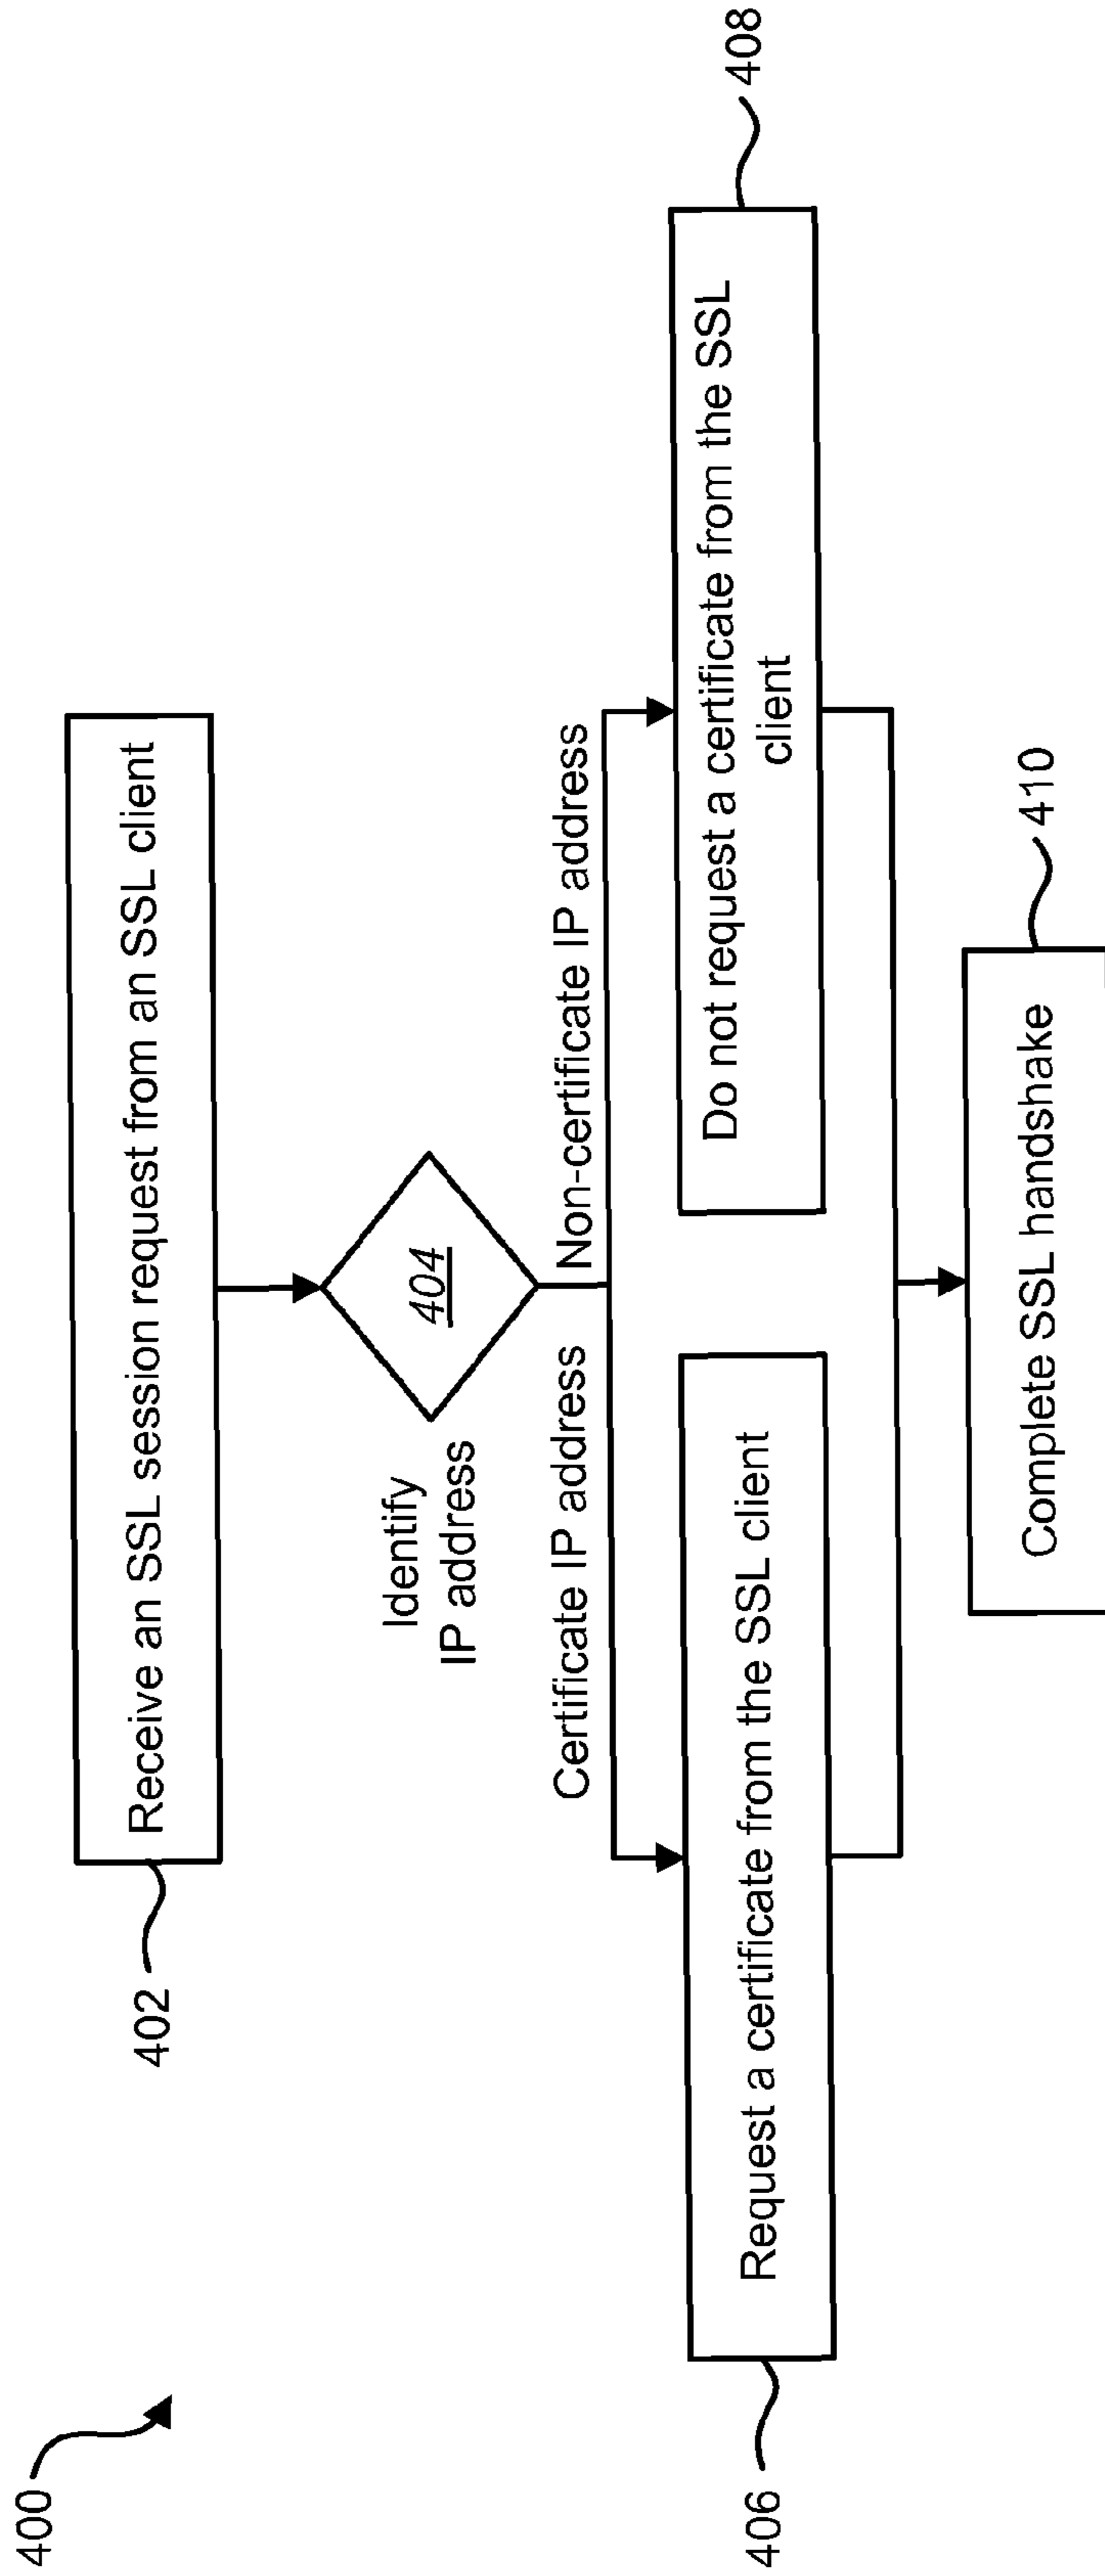 400
402
Receive an SSL session request from an SSL client
Identify
IP address
404
Certificate IP address
Non-certificate IP address
406
Request a certificate from the SSL client
Do not request a certificate from the SSL
client
408
Complete SSL handshake
410